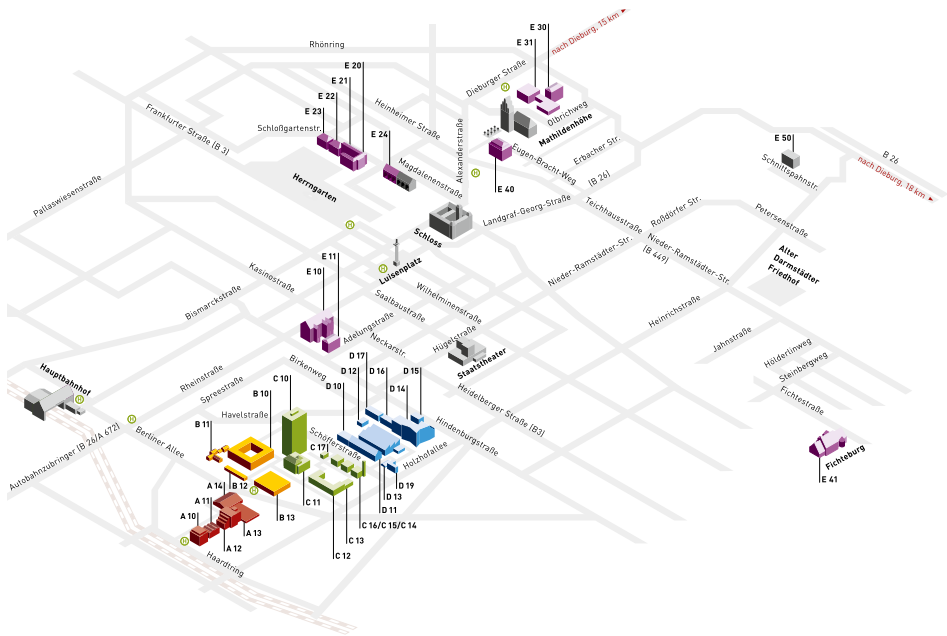 E 30
nach Dieburg, 15 km
E 31
Rhönring
Dieburger Straße
E 20
E 21
E 22
E 23
Heinheimer Straße
Olbrichweg
Mathildenhöhe
Frankfurter Straße (B 3)
Schloßgartenstr.
E 24
Alexanderstraße
Erbacher Str.
E 50
B 26
Magdalenenstraße
Eugen-Bracht-Weg
(B 26)
Schnittspahnstr.
nach Dieburg, 18 km
E 40
Herrngarten
Pallaswiesenstraße
Landgraf-Georg-Straße
Teichhausstraße
Roßdörfer Str.
Petersenstraße
Schloss
Nieder-Ramstädter-Str.
Nieder-Ramstädter-Str.
(B 449)
Alter
Darmstädter
Friedhof
E 11
E 10
Luisenplatz
Kasinostraße
Bismarckstraße
Saalbaustraße
Wilhelminenstraße
Heinrichstraße
Adelungstraße
Neckarstr.
Hügelstraße
Staatstheater
Jahnstraße
Hölderlinweg
Steinbergweg
Fichtestraße
Hauptbahnhof
H
H
H
H
H
H
H
H
Rheinstraße
Spreestraße
Birkenweg
D 17
D 12
D 16
D 15
C 10
D 10
D 14
B 10
Havelstraße
Heidelberger Straße (B3)
Hindenburgstraße
B 11
Berliner Allee
Schöfferstraße
C 17
Holzhofallee
Autobahnzubringer (B 26/A 672)
Fichteburg
E 41
A 14
B 12
A 11
A 10
C 11
D 19
D 13
D 11
B 13
A 13
A 12
C 16/C 15/C 14
C 13
C 12
Haardtring